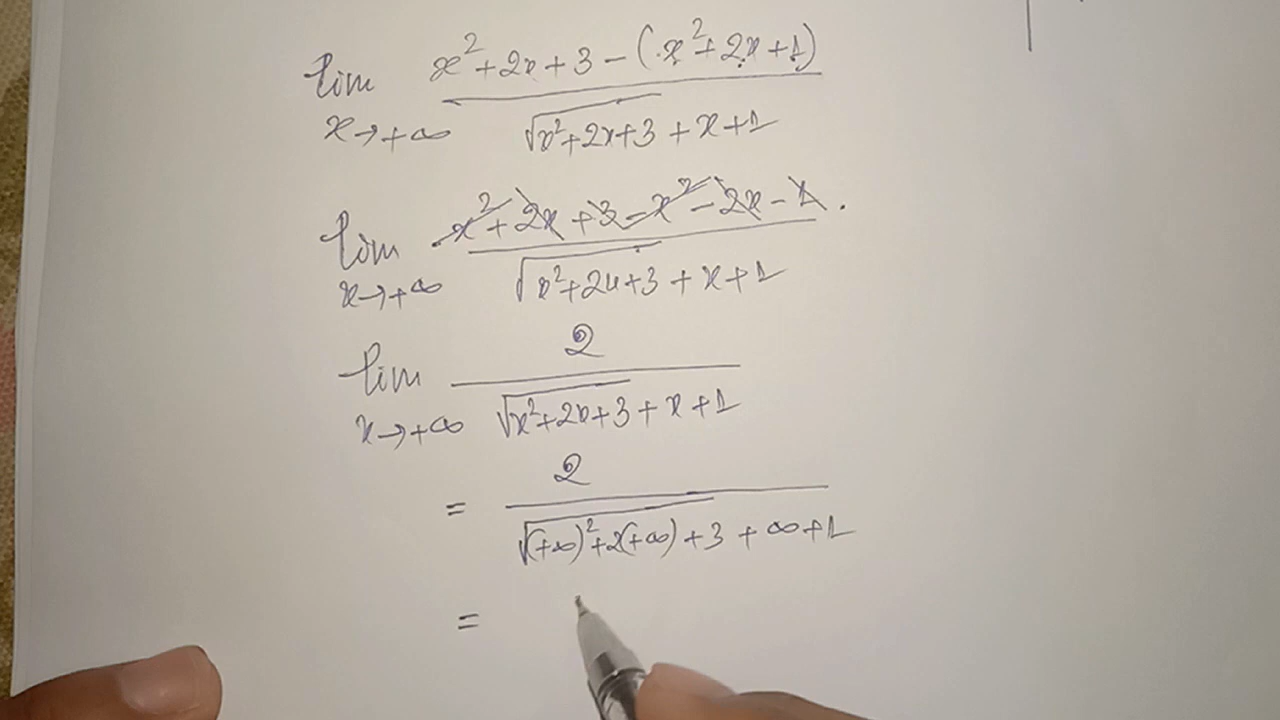 lim x²+2x+3-(x²+2x+1)
x→+∞ √x²+2x+3 + x+1
lim x²+2x+3-x²-2x-1.
x→+∞ √x²+2x+3 + x+1
lim 2
x→+∞ √x²+2x+3 + x+1
= 2
√(+∞)²+2(+∞)+3 + ∞+1
=